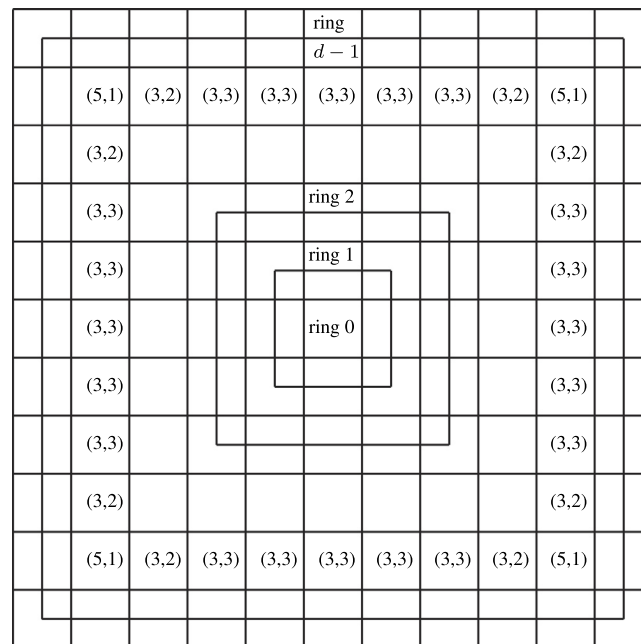 ring
d − 1
(5,1) (3,2) (3,3) (3,3) (3,3) (3,3) (3,3) (3,2) (5,1)
(3,2) (3,2)
(3,3) ring 2 (3,3)
(3,3) ring 1 (3,3)
(3,3) ring 0 (3,3)
(3,3) (3,3)
(3,3) (3,3)
(3,2) (3,2)
(5,1) (3,2) (3,3) (3,3) (3,3) (3,3) (3,3) (3,2) (5,1)